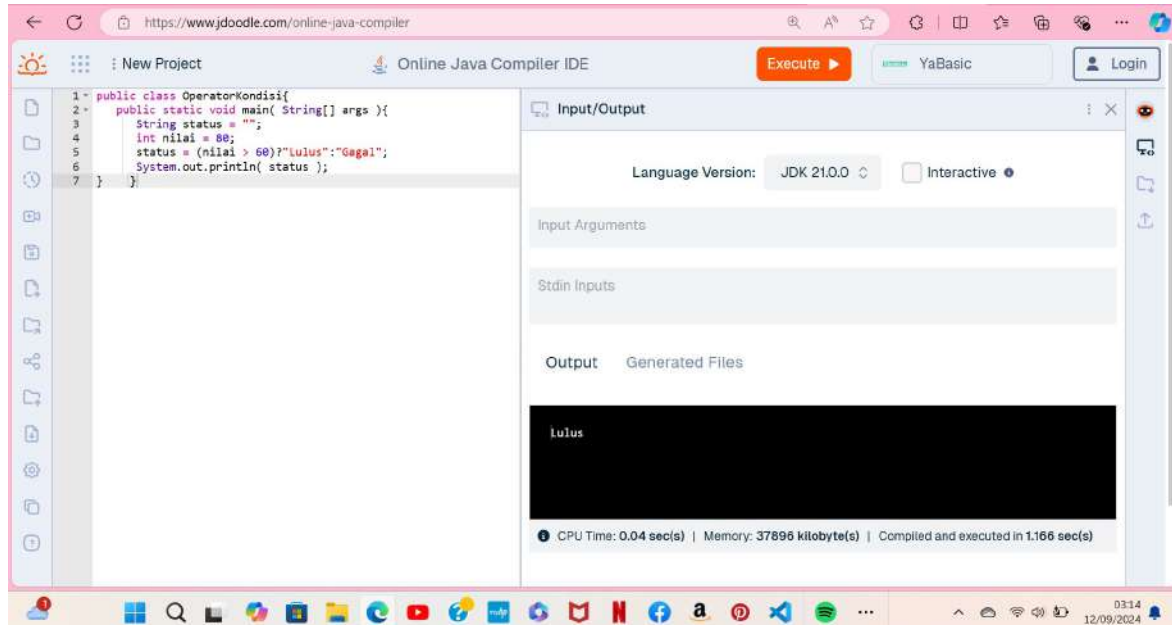 https://www.jdoodle.com/online-java-compiler
New Project
Online Java Compiler IDE
Execute
YaBasic
Login
1 public class OperatorKondisi{
2 public static void main( String[] args ){
3 String status = "";
4 int nilai = 80;
5 status = (nilai > 60)?"Lulus":"Gagal";
6 System.out.println( status );
7 } }
Input/Output
Language Version: JDK 21.0.0 Interactive
Input Arguments
Stdin Inputs
Output Generated Files
Lulus
CPU Time: 0.04 sec(s) | Memory: 37896 kilobyte(s) | Compiled and executed in 1.166 sec(s)
03:14
12/09/2024